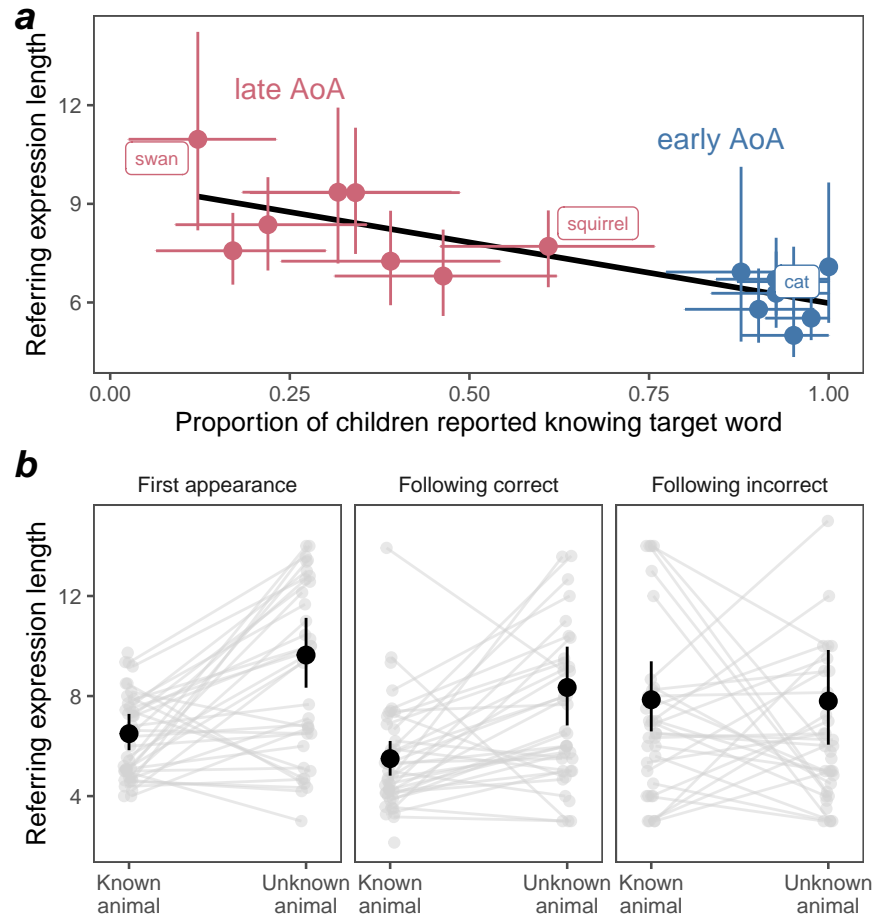 a
Referring expression length
12
9
6
late AoA
early AoA
swan
squirrel
cat
0.00 0.25 0.50 0.75 1.00
Proportion of children reported knowing target word
b
First appearance Following correct Following incorrect
Referring expression length
12
8
4
Known animal Unknown animal Known animal Unknown animal Known animal Unknown animal